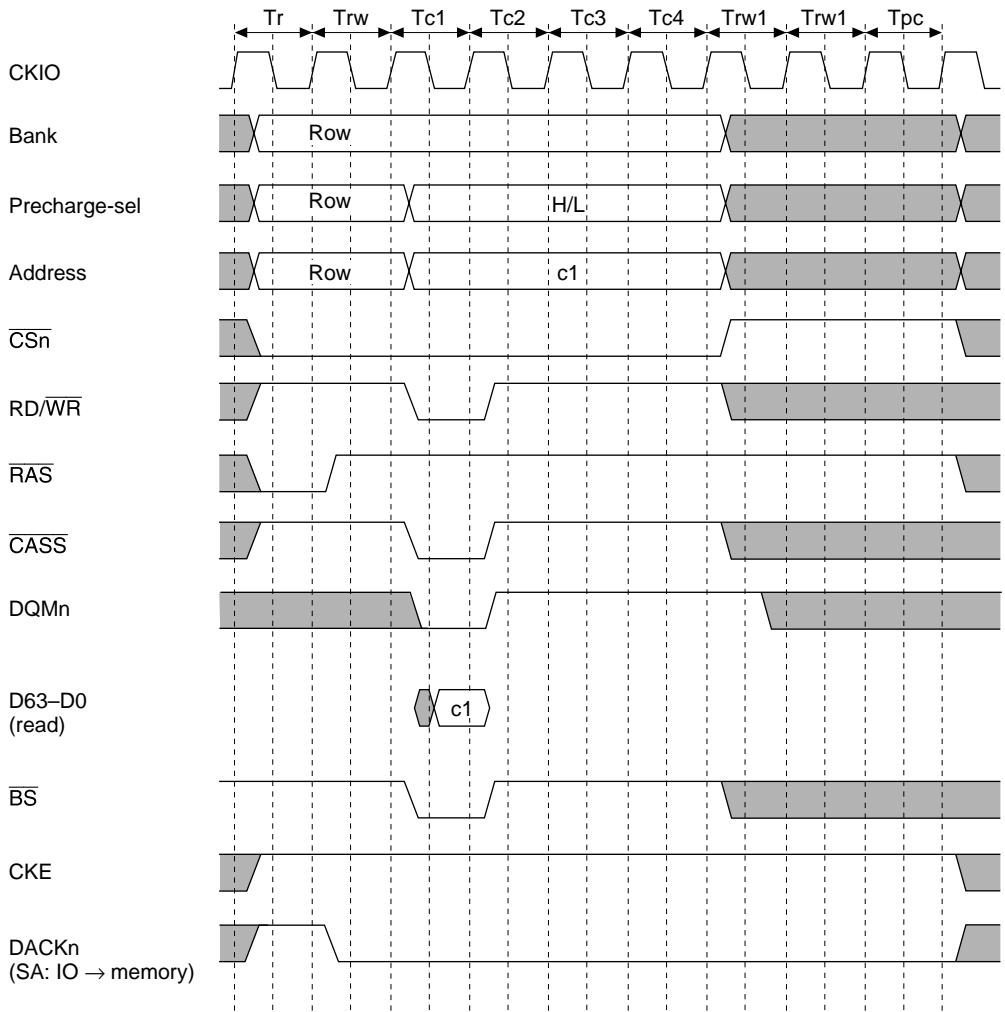 Tr Trw Tc1 Tc2 Tc3 Tc4 Trw1 Trw1 Tpc
CKIO
Bank Row
Precharge-sel Row H/L
Address Row c1
CSn
RD/WR
RAS
CASS
DQMn
D63–D0
(read) c1
BS
CKE
DACKn
(SA: IO → memory)